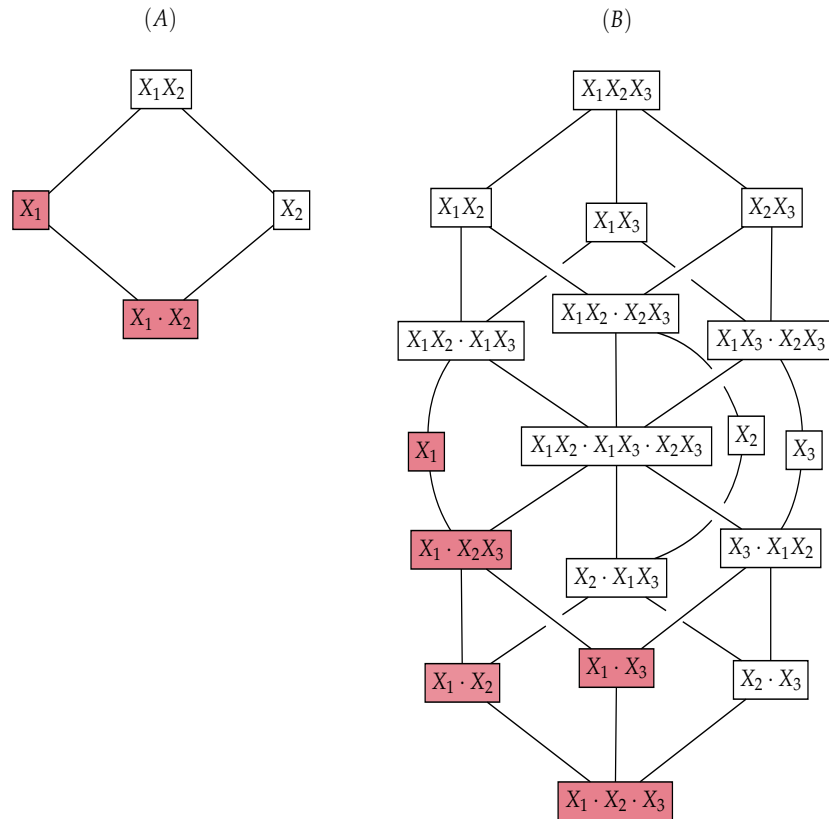 (A)
X₁X₂
X₁
X₂
X₁ · X₂
(B)
X₁X₂X₃
X₁X₂
X₁X₃
X₂X₃
X₁X₂ · X₁X₃
X₁X₂ · X₂X₃
X₁X₃ · X₂X₃
X₁
X₁X₂ · X₁X₃ · X₂X₃
X₂
X₃
X₁ · X₂X₃
X₂ · X₁X₃
X₃ · X₁X₂
X₁ · X₂
X₁ · X₃
X₂ · X₃
X₁ · X₂ · X₃